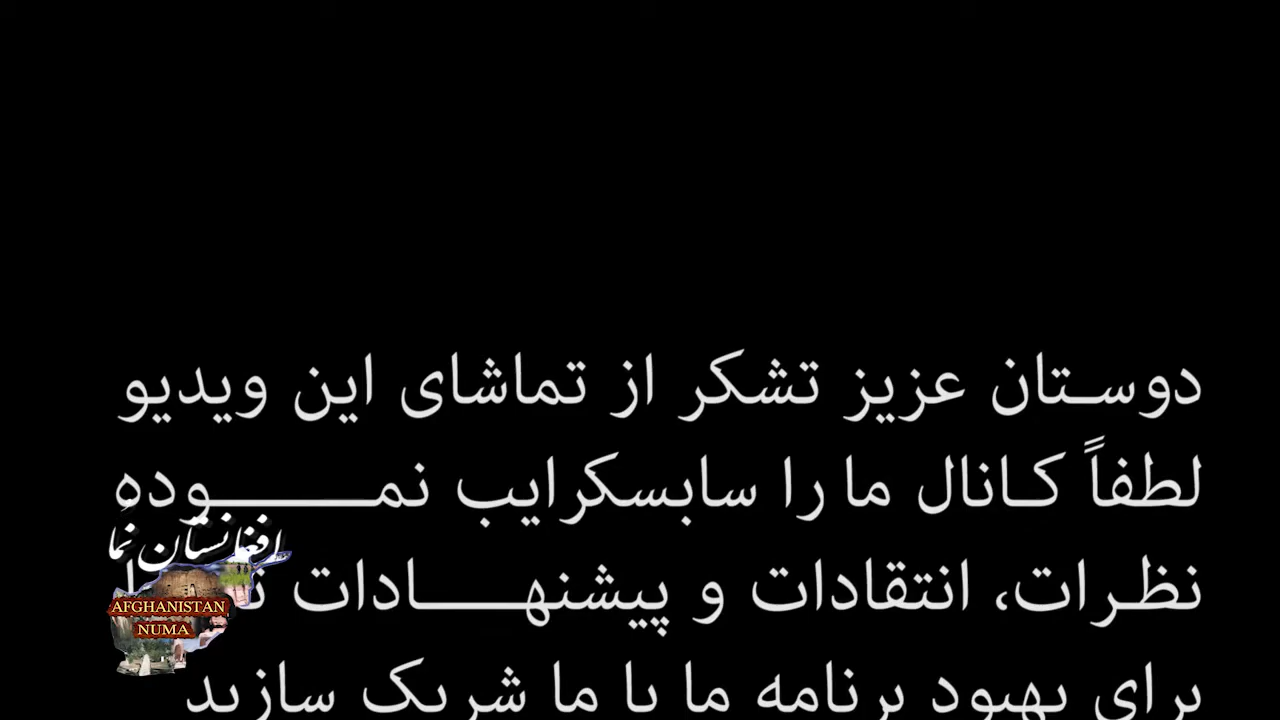 دوستان عزیز تشکر از تماشای این ویدیو
لطفاً کانال ما را سابسکرایب نموده
نظرات، انتقادات و پیشنهادات
برای بهبود برنامه ما با ما شریک سازید
افغانستان نما
AFGHANISTAN
NUMA